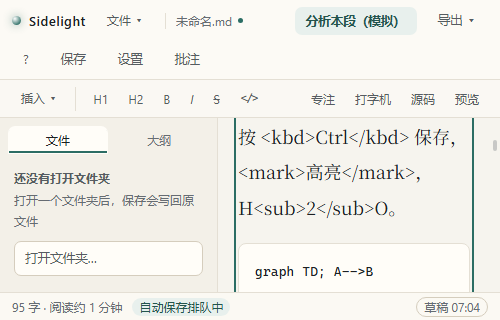 Sidelight 文件 未命名.md 分析本段（模拟） 导出
? 保存 设置 批注
插入 H1 H2 B I S </> 专注 打字机 源码 预览
文件 大纲
还没有打开文件夹
打开一个文件夹后，保存会写回原
文件
打开文件夹…
按 <kbd>Ctrl</kbd> 保存，
<mark>高亮</mark>，
H<sub>2</sub>O。
graph TD; A-->B
95 字 · 阅读约 1 分钟 自动保存排队中 草稿 07:04